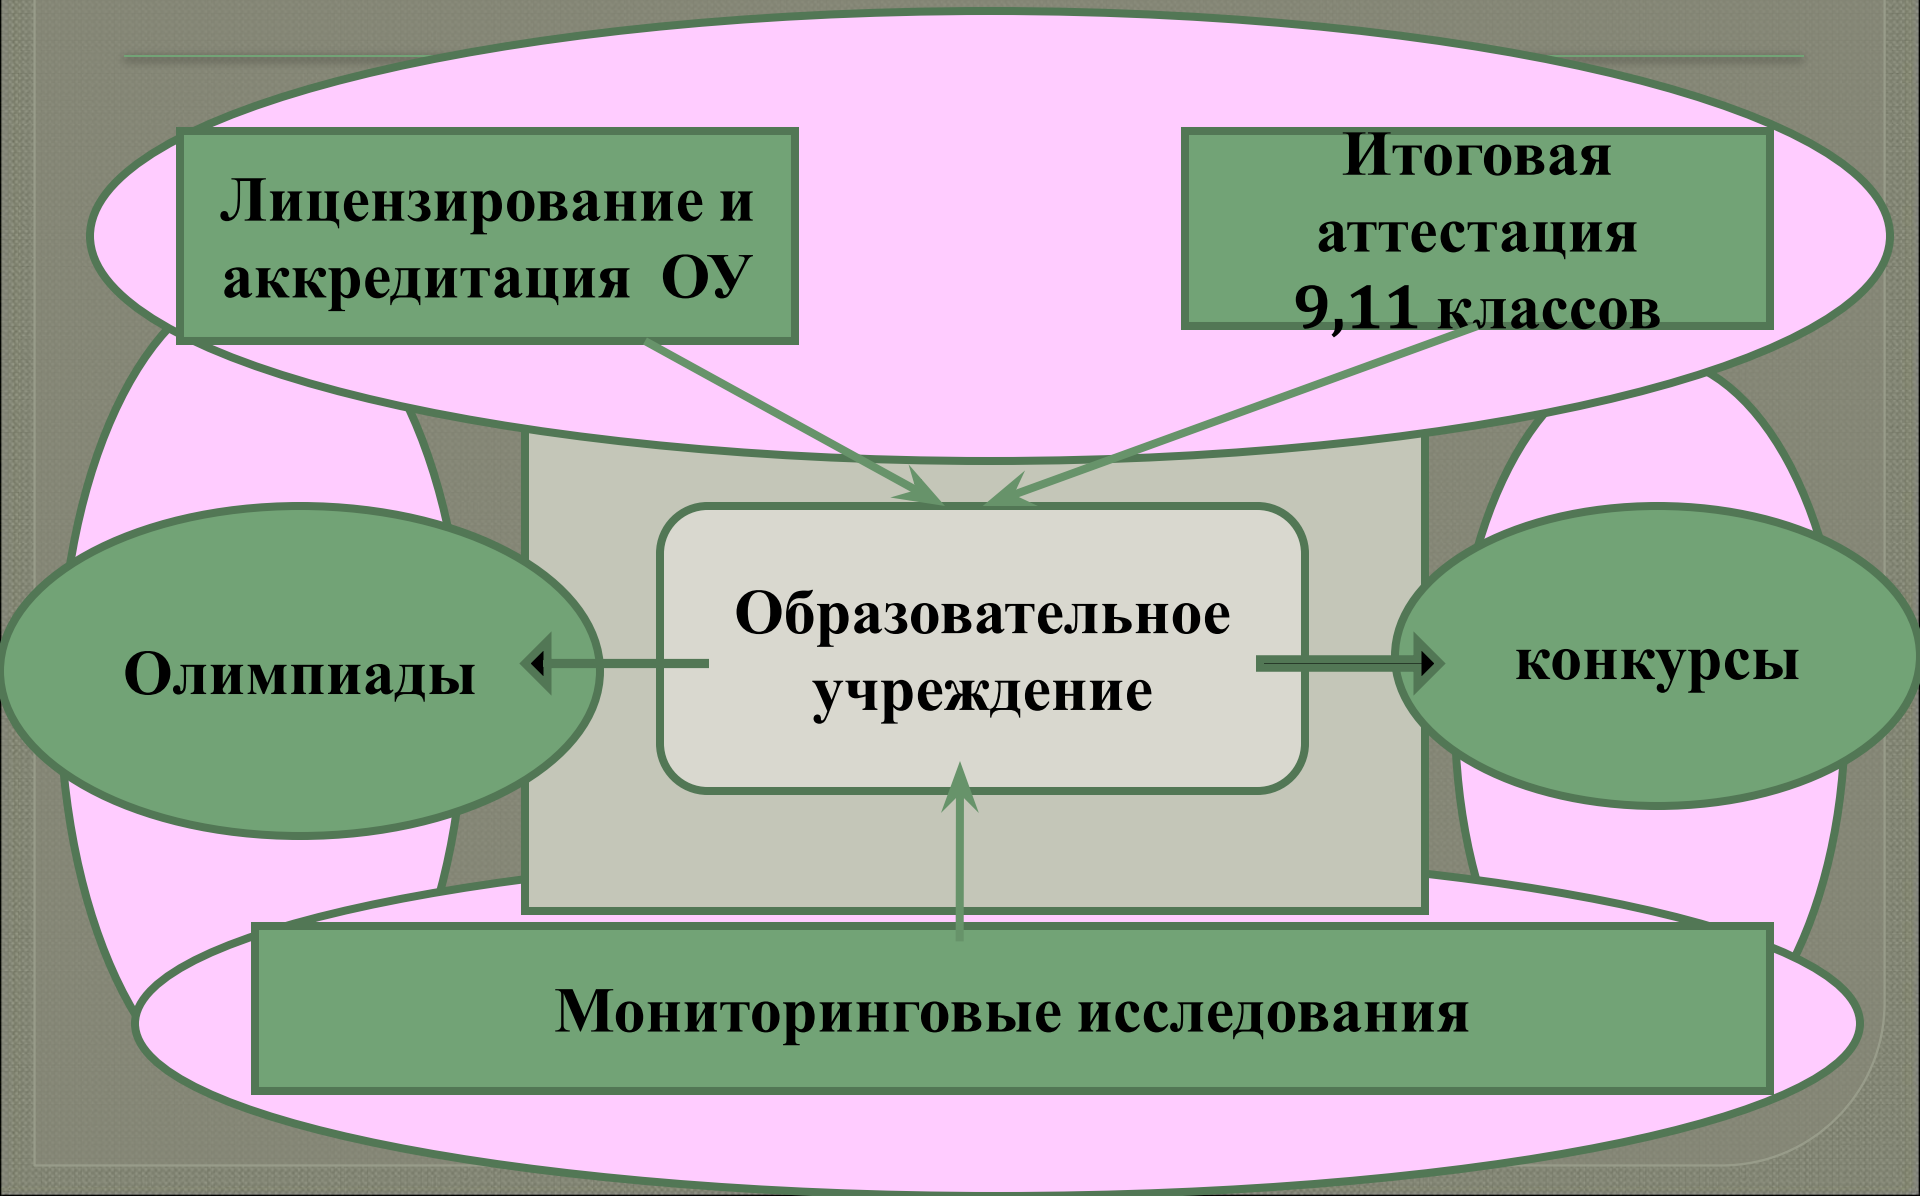 Лицензирование и
аккредитация ОУ
Итоговая
аттестация
9,11 классов
Образовательное
учреждение
Олимпиады
конкурсы
Мониторинговые исследования